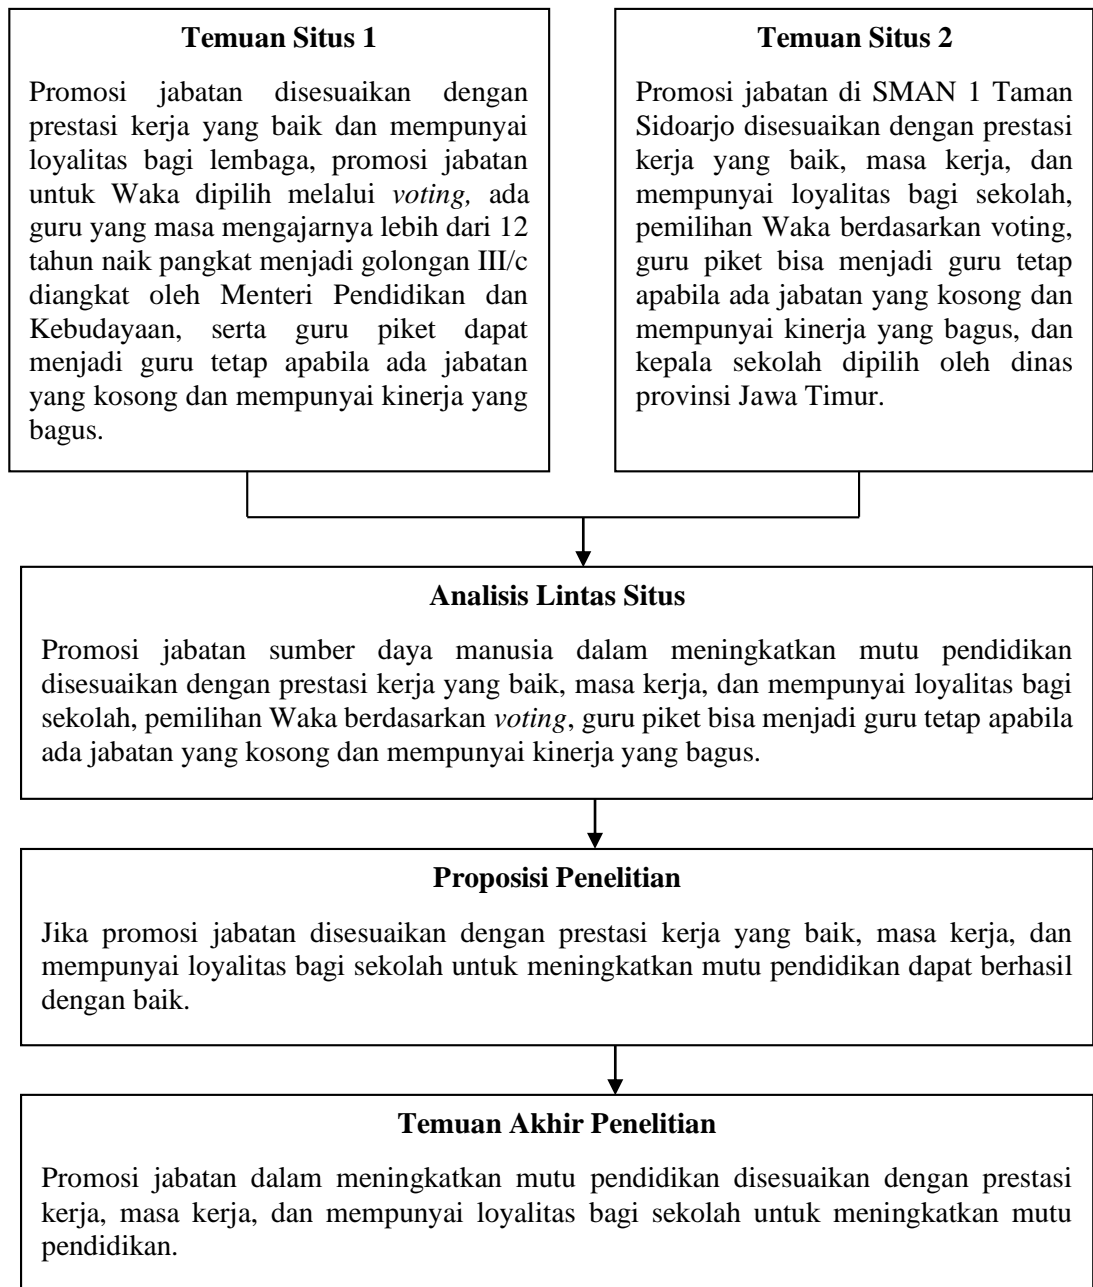 Temuan Situs 1
Promosi jabatan disesuaikan dengan
prestasi kerja yang baik dan mempunyai
loyalitas bagi lembaga, promosi jabatan
untuk Waka dipilih melalui voting, ada
guru yang masa mengajarnya lebih dari 12
tahun naik pangkat menjadi golongan III/c
diangkat oleh Menteri Pendidikan dan
Kebudayaan, serta guru piket dapat
menjadi guru tetap apabila ada jabatan
yang kosong dan mempunyai kinerja yang
bagus.
Temuan Situs 2
Promosi jabatan di SMAN 1 Taman
Sidoarjo disesuaikan dengan prestasi
kerja yang baik, masa kerja, dan
mempunyai loyalitas bagi sekolah,
pemilihan Waka berdasarkan voting,
guru piket bisa menjadi guru tetap
apabila ada jabatan yang kosong dan
mempunyai kinerja yang bagus, dan
kepala sekolah dipilih oleh dinas
provinsi Jawa Timur.
Analisis Lintas Situs
Promosi jabatan sumber daya manusia dalam meningkatkan mutu pendidikan
disesuaikan dengan prestasi kerja yang baik, masa kerja, dan mempunyai loyalitas bagi
sekolah, pemilihan Waka berdasarkan voting, guru piket bisa menjadi guru tetap apabila
ada jabatan yang kosong dan mempunyai kinerja yang bagus.
Proposisi Penelitian
Jika promosi jabatan disesuaikan dengan prestasi kerja yang baik, masa kerja, dan
mempunyai loyalitas bagi sekolah untuk meningkatkan mutu pendidikan dapat berhasil
dengan baik.
Temuan Akhir Penelitian
Promosi jabatan dalam meningkatkan mutu pendidikan disesuaikan dengan prestasi
kerja, masa kerja, dan mempunyai loyalitas bagi sekolah untuk meningkatkan mutu
pendidikan.